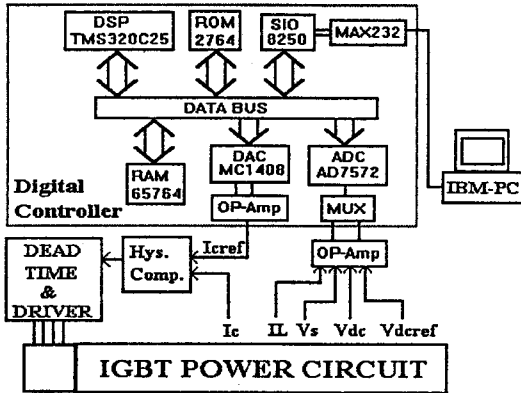 DSP
TMS320C25
ROM
2764
SIO
8250
MAX232
DATA BUS
RAM
65764
DAC
MC1408
ADC
AD7572
Digital
Controller
OP-Amp
MUX
IBM-PC
DEAD
TIME
&
DRIVER
Hys.
Comp.
Icref
OP-Amp
Ic
IL
Vs
Vdc
Vdcref
IGBT POWER CIRCUIT